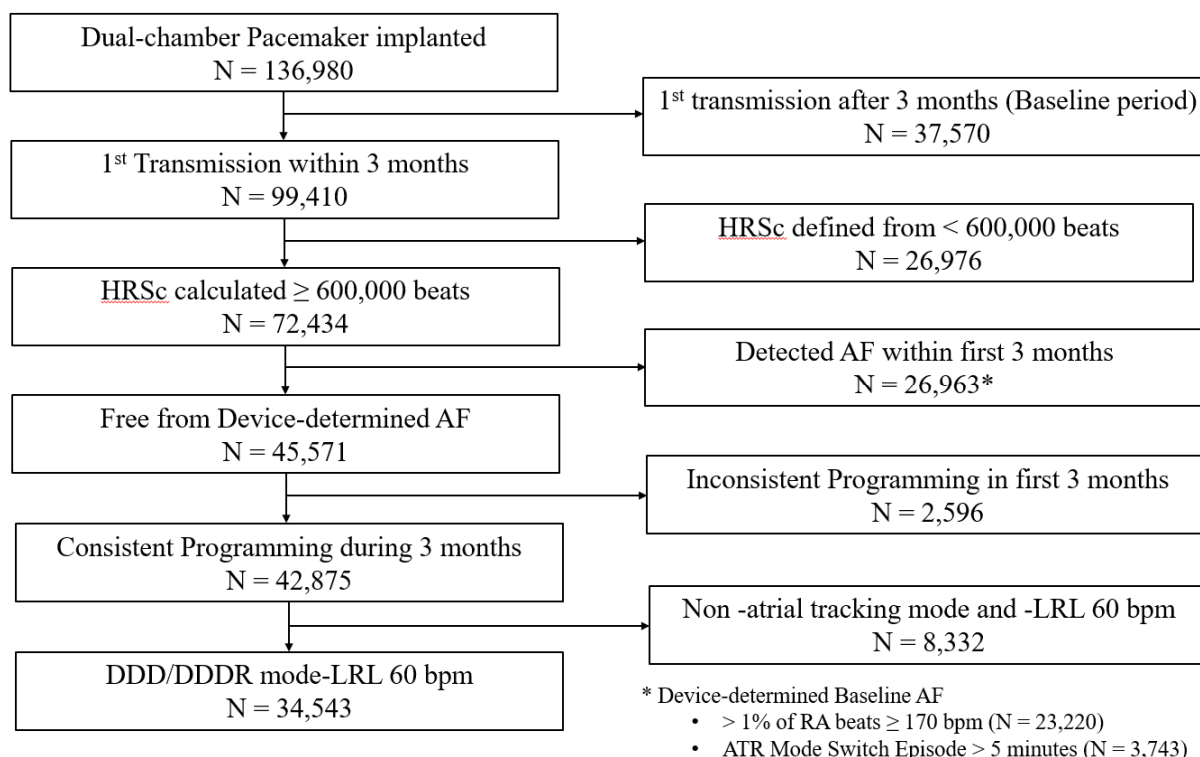 Dual-chamber Pacemaker implanted
N = 136,980
1st transmission after 3 months (Baseline period)
N = 37,570
1st Transmission within 3 months
N = 99,410
HRSc defined from < 600,000 beats
N = 26,976
HRSc calculated ≥ 600,000 beats
N = 72,434
Detected AF within first 3 months
N = 26,963*
Free from Device-determined AF
N = 45,571
Inconsistent Programming in first 3 months
N = 2,596
Consistent Programming during 3 months
N = 42,875
Non -atrial tracking mode and -LRL 60 bpm
N = 8,332
DDD/DDDR mode-LRL 60 bpm
N = 34,543
* Device-determined Baseline AF
• > 1% of RA beats ≥ 170 bpm (N = 23,220)
• ATR Mode Switch Episode > 5 minutes (N = 3,743)